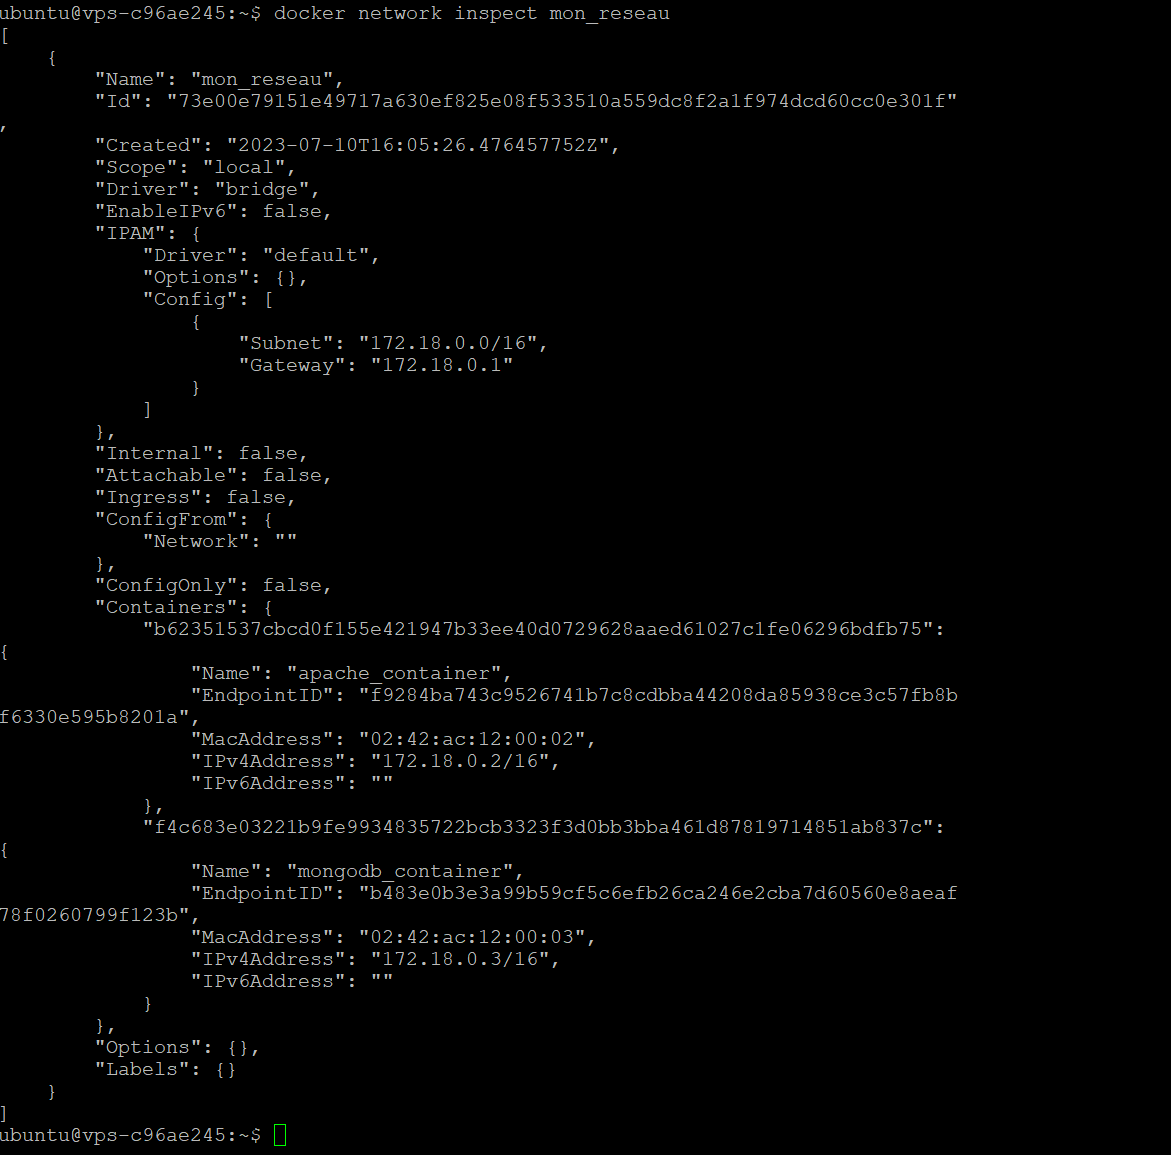 ubuntu@vps-c96ae245:~$ docker network inspect mon_reseau
[
    {
        "Name": "mon_reseau",
        "Id": "73e00e79151e49717a630ef825e08f533510a559dc8f2a1f974dcd60cc0e301f"
,
        "Created": "2023-07-10T16:05:26.476457752Z",
        "Scope": "local",
        "Driver": "bridge",
        "EnableIPv6": false,
        "IPAM": {
            "Driver": "default",
            "Options": {},
            "Config": [
                {
                    "Subnet": "172.18.0.0/16",
                    "Gateway": "172.18.0.1"
                }
            ]
        },
        "Internal": false,
        "Attachable": false,
        "Ingress": false,
        "ConfigFrom": {
            "Network": ""
        },
        "ConfigOnly": false,
        "Containers": {
            "b62351537cbcd0f155e421947b33ee40d0729628aaed61027c1fe06296bdfb75":
{
                "Name": "apache_container",
                "EndpointID": "f9284ba743c9526741b7c8cdbba44208da85938ce3c57fb8b
f6330e595b8201a",
                "MacAddress": "02:42:ac:12:00:02",
                "IPv4Address": "172.18.0.2/16",
                "IPv6Address": ""
            },
            "f4c683e03221b9fe9934835722bcb3323f3d0bb3bba461d87819714851ab837c":
{
                "Name": "mongodb_container",
                "EndpointID": "b483e0b3e3a99b59cf5c6efb26ca246e2cba7d60560e8aeaf
78f0260799f123b",
                "MacAddress": "02:42:ac:12:00:03",
                "IPv4Address": "172.18.0.3/16",
                "IPv6Address": ""
            }
        },
        "Options": {},
        "Labels": {}
    }
]
ubuntu@vps-c96ae245:~$